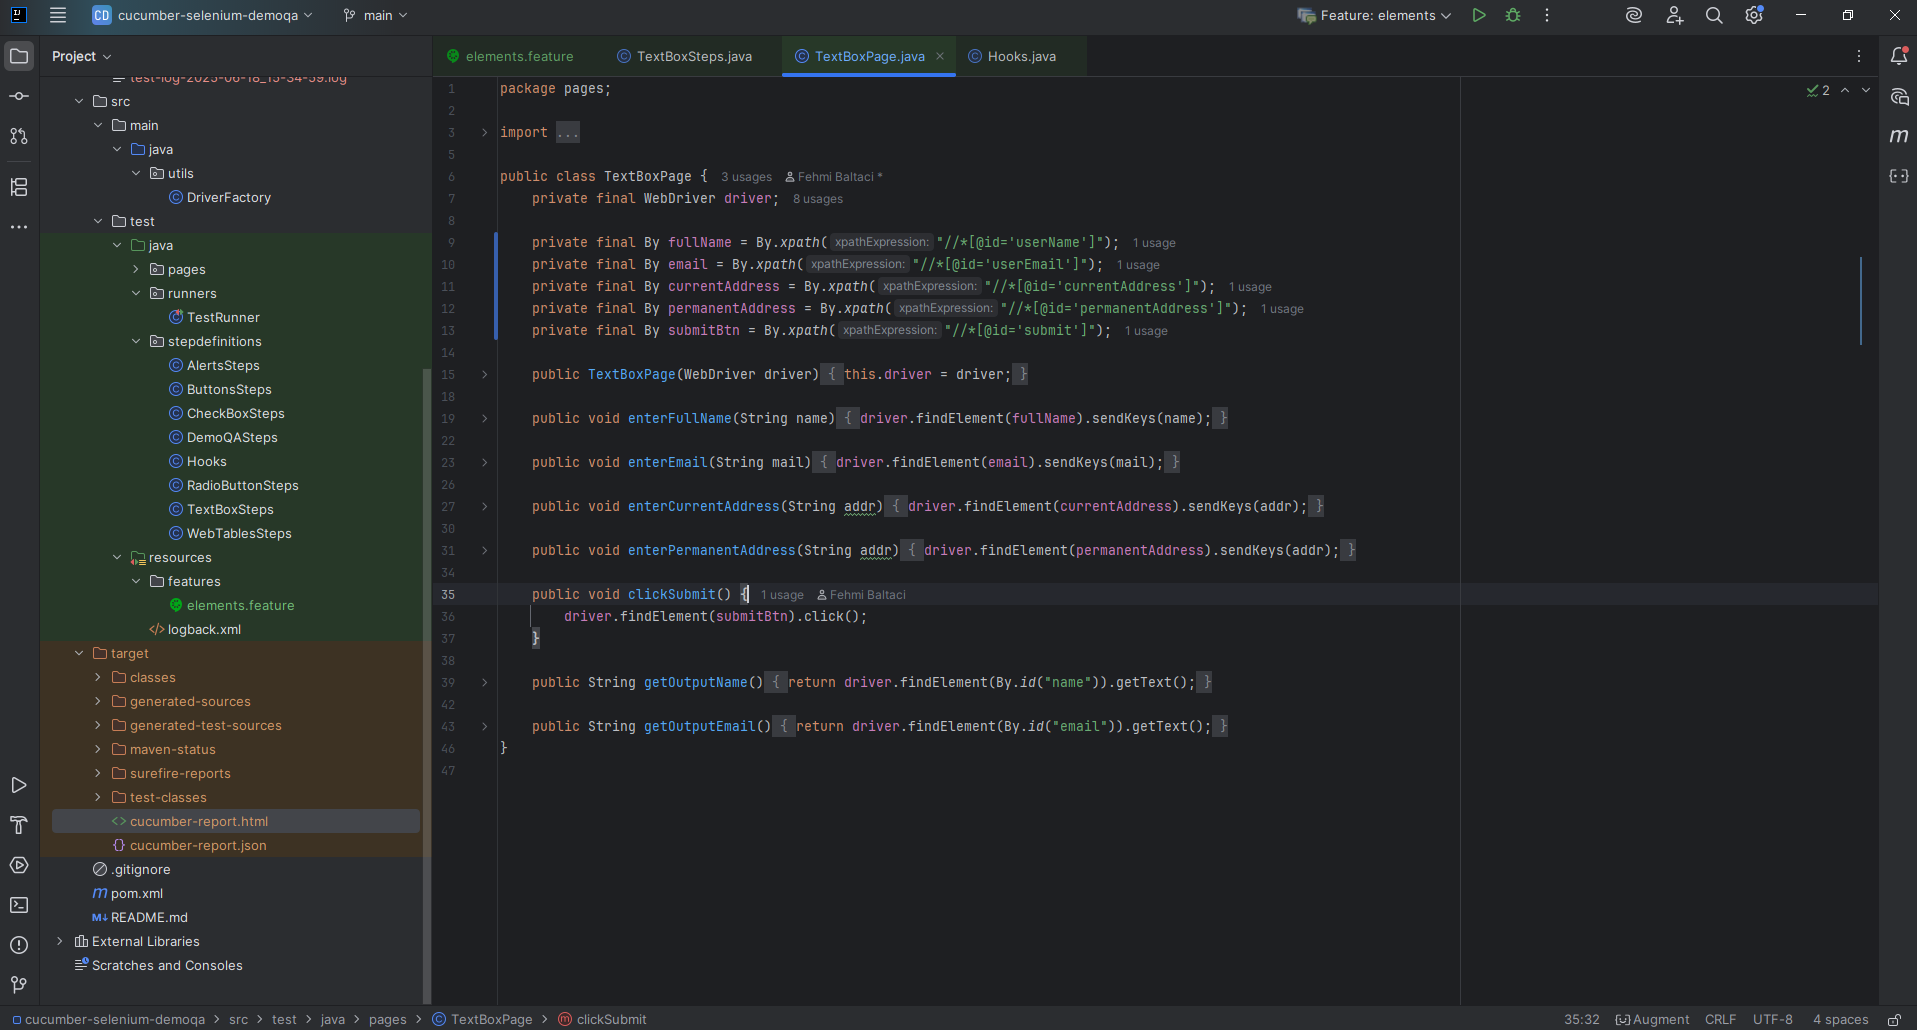 CD cucumber-selenium-demoqa main Feature: elements
Project
elements.feature TextBoxSteps.java TextBoxPage.java Hooks.java
test-log-2025-06-18_15-34-59.log
src
main
java
utils
DriverFactory
test
java
pages
runners
TestRunner
stepdefinitions
AlertsSteps
ButtonsSteps
CheckBoxSteps
DemoQASteps
Hooks
RadioButtonSteps
TextBoxSteps
WebTablesSteps
resources
features
elements.feature
logback.xml
target
classes
generated-sources
generated-test-sources
maven-status
surefire-reports
test-classes
cucumber-report.html
cucumber-report.json
.gitignore
pom.xml
README.md
External Libraries
Scratches and Consoles
2
1 package pages;
2
3 import ...
5
6 public class TextBoxPage { 3 usages Fehmi Baltaci *
7 private final WebDriver driver; 8 usages
8
9 private final By fullName = By.xpath( xpathExpression: "//*[@id='userName']"); 1 usage
10 private final By email = By.xpath( xpathExpression: "//*[@id='userEmail']"); 1 usage
11 private final By currentAddress = By.xpath( xpathExpression: "//*[@id='currentAddress']"); 1 usage
12 private final By permanentAddress = By.xpath( xpathExpression: "//*[@id='permanentAddress']"); 1 usage
13 private final By submitBtn = By.xpath( xpathExpression: "//*[@id='submit']"); 1 usage
14
15 public TextBoxPage(WebDriver driver) { this.driver = driver; }
18
19 public void enterFullName(String name) { driver.findElement(fullName).sendKeys(name); }
22
23 public void enterEmail(String mail) { driver.findElement(email).sendKeys(mail); }
26
27 public void enterCurrentAddress(String addr) { driver.findElement(currentAddress).sendKeys(addr); }
30
31 public void enterPermanentAddress(String addr) { driver.findElement(permanentAddress).sendKeys(addr); }
34
35 public void clickSubmit() { 1 usage Fehmi Baltaci
36 driver.findElement(submitBtn).click();
37 }
38
39 public String getOutputName() { return driver.findElement(By.id("name")).getText(); }
42
43 public String getOutputEmail() { return driver.findElement(By.id("email")).getText(); }
46 }
47
cucumber-selenium-demoqa > src > test > java > pages > TextBoxPage > clickSubmit 35:32 Augment CRLF UTF-8 4 spaces